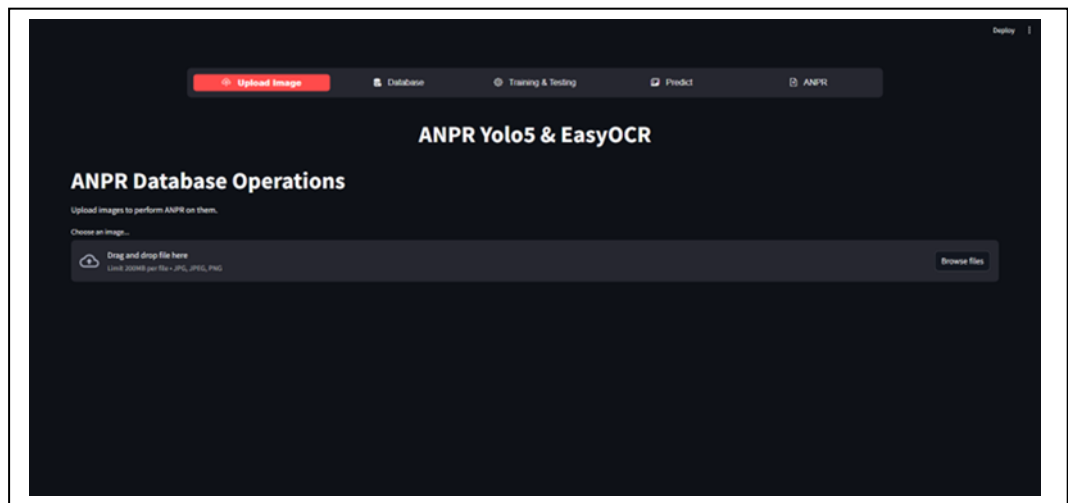 Deploy
Upload Image Database Training & Testing Predict ANPR
ANPR Yolo5 & EasyOCR
ANPR Database Operations
Upload images to perform ANPR on them.
Choose an image...
Drag and drop file here
Limit 200MB per file • JPG, JPEG, PNG
Browse files